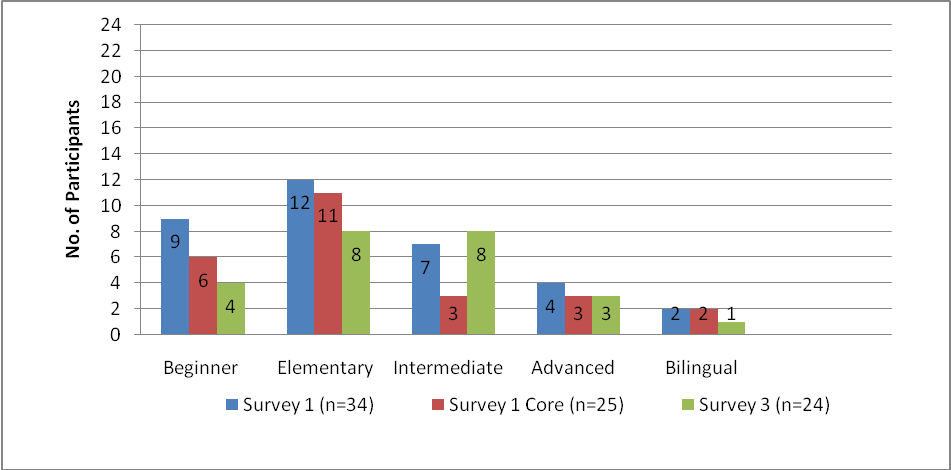 24
22
20
18
16
14
12
10
8
6
4
2
0
No. of Participants
9 6 4
12 11 8
7 3 8
4 3 3
2 2 1
Beginner Elementary Intermediate Advanced Bilingual
Survey 1 (n=34) Survey 1 Core (n=25) Survey 3 (n=24)